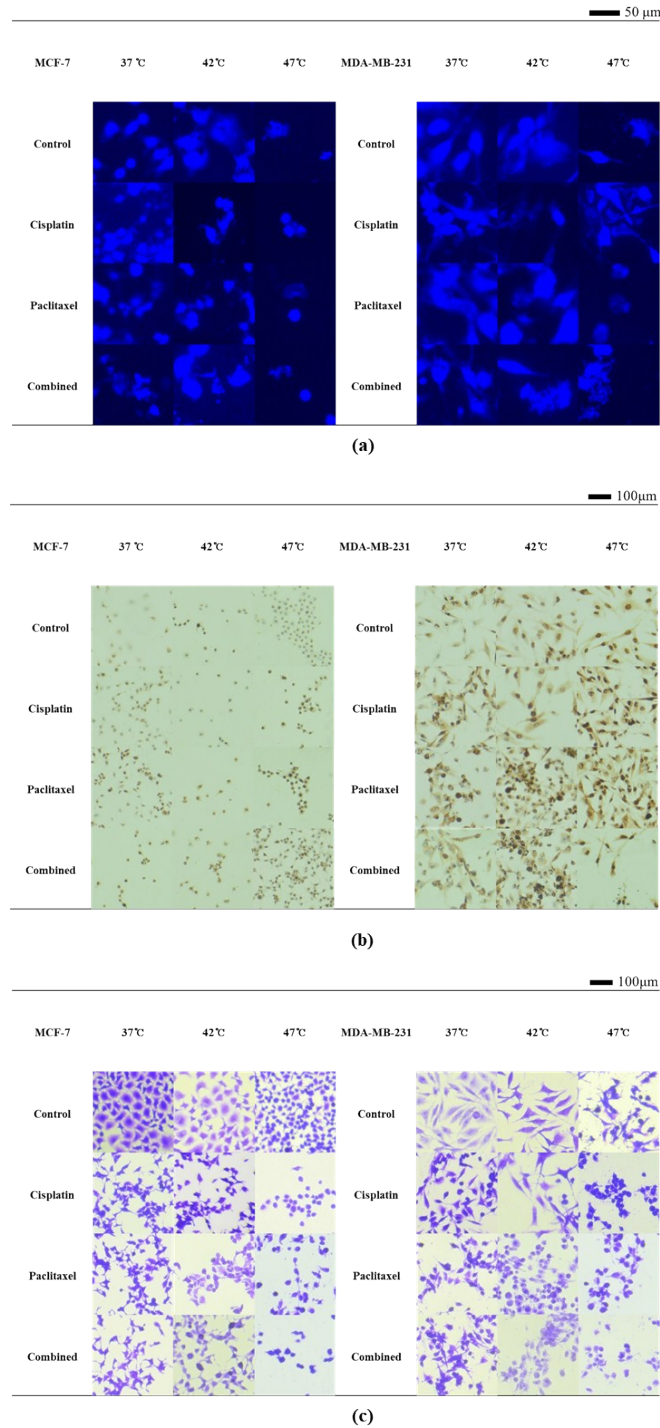 50 μm
MCF-7 37℃ 42℃ 47℃ MDA-MB-231 37℃ 42℃ 47℃
Control Control
Cisplatin Cisplatin
Paclitaxel Paclitaxel
Combined Combined
(a)
100μm
MCF-7 37℃ 42℃ 47℃ MDA-MB-231 37℃ 42℃ 47℃
Control Control
Cisplatin Cisplatin
Paclitaxel Paclitaxel
Combined Combined
(b)
100μm
MCF-7 37℃ 42℃ 47℃ MDA-MB-231 37℃ 42℃ 47℃
Control Control
Cisplatin Cisplatin
Paclitaxel Paclitaxel
Combined Combined
(c)